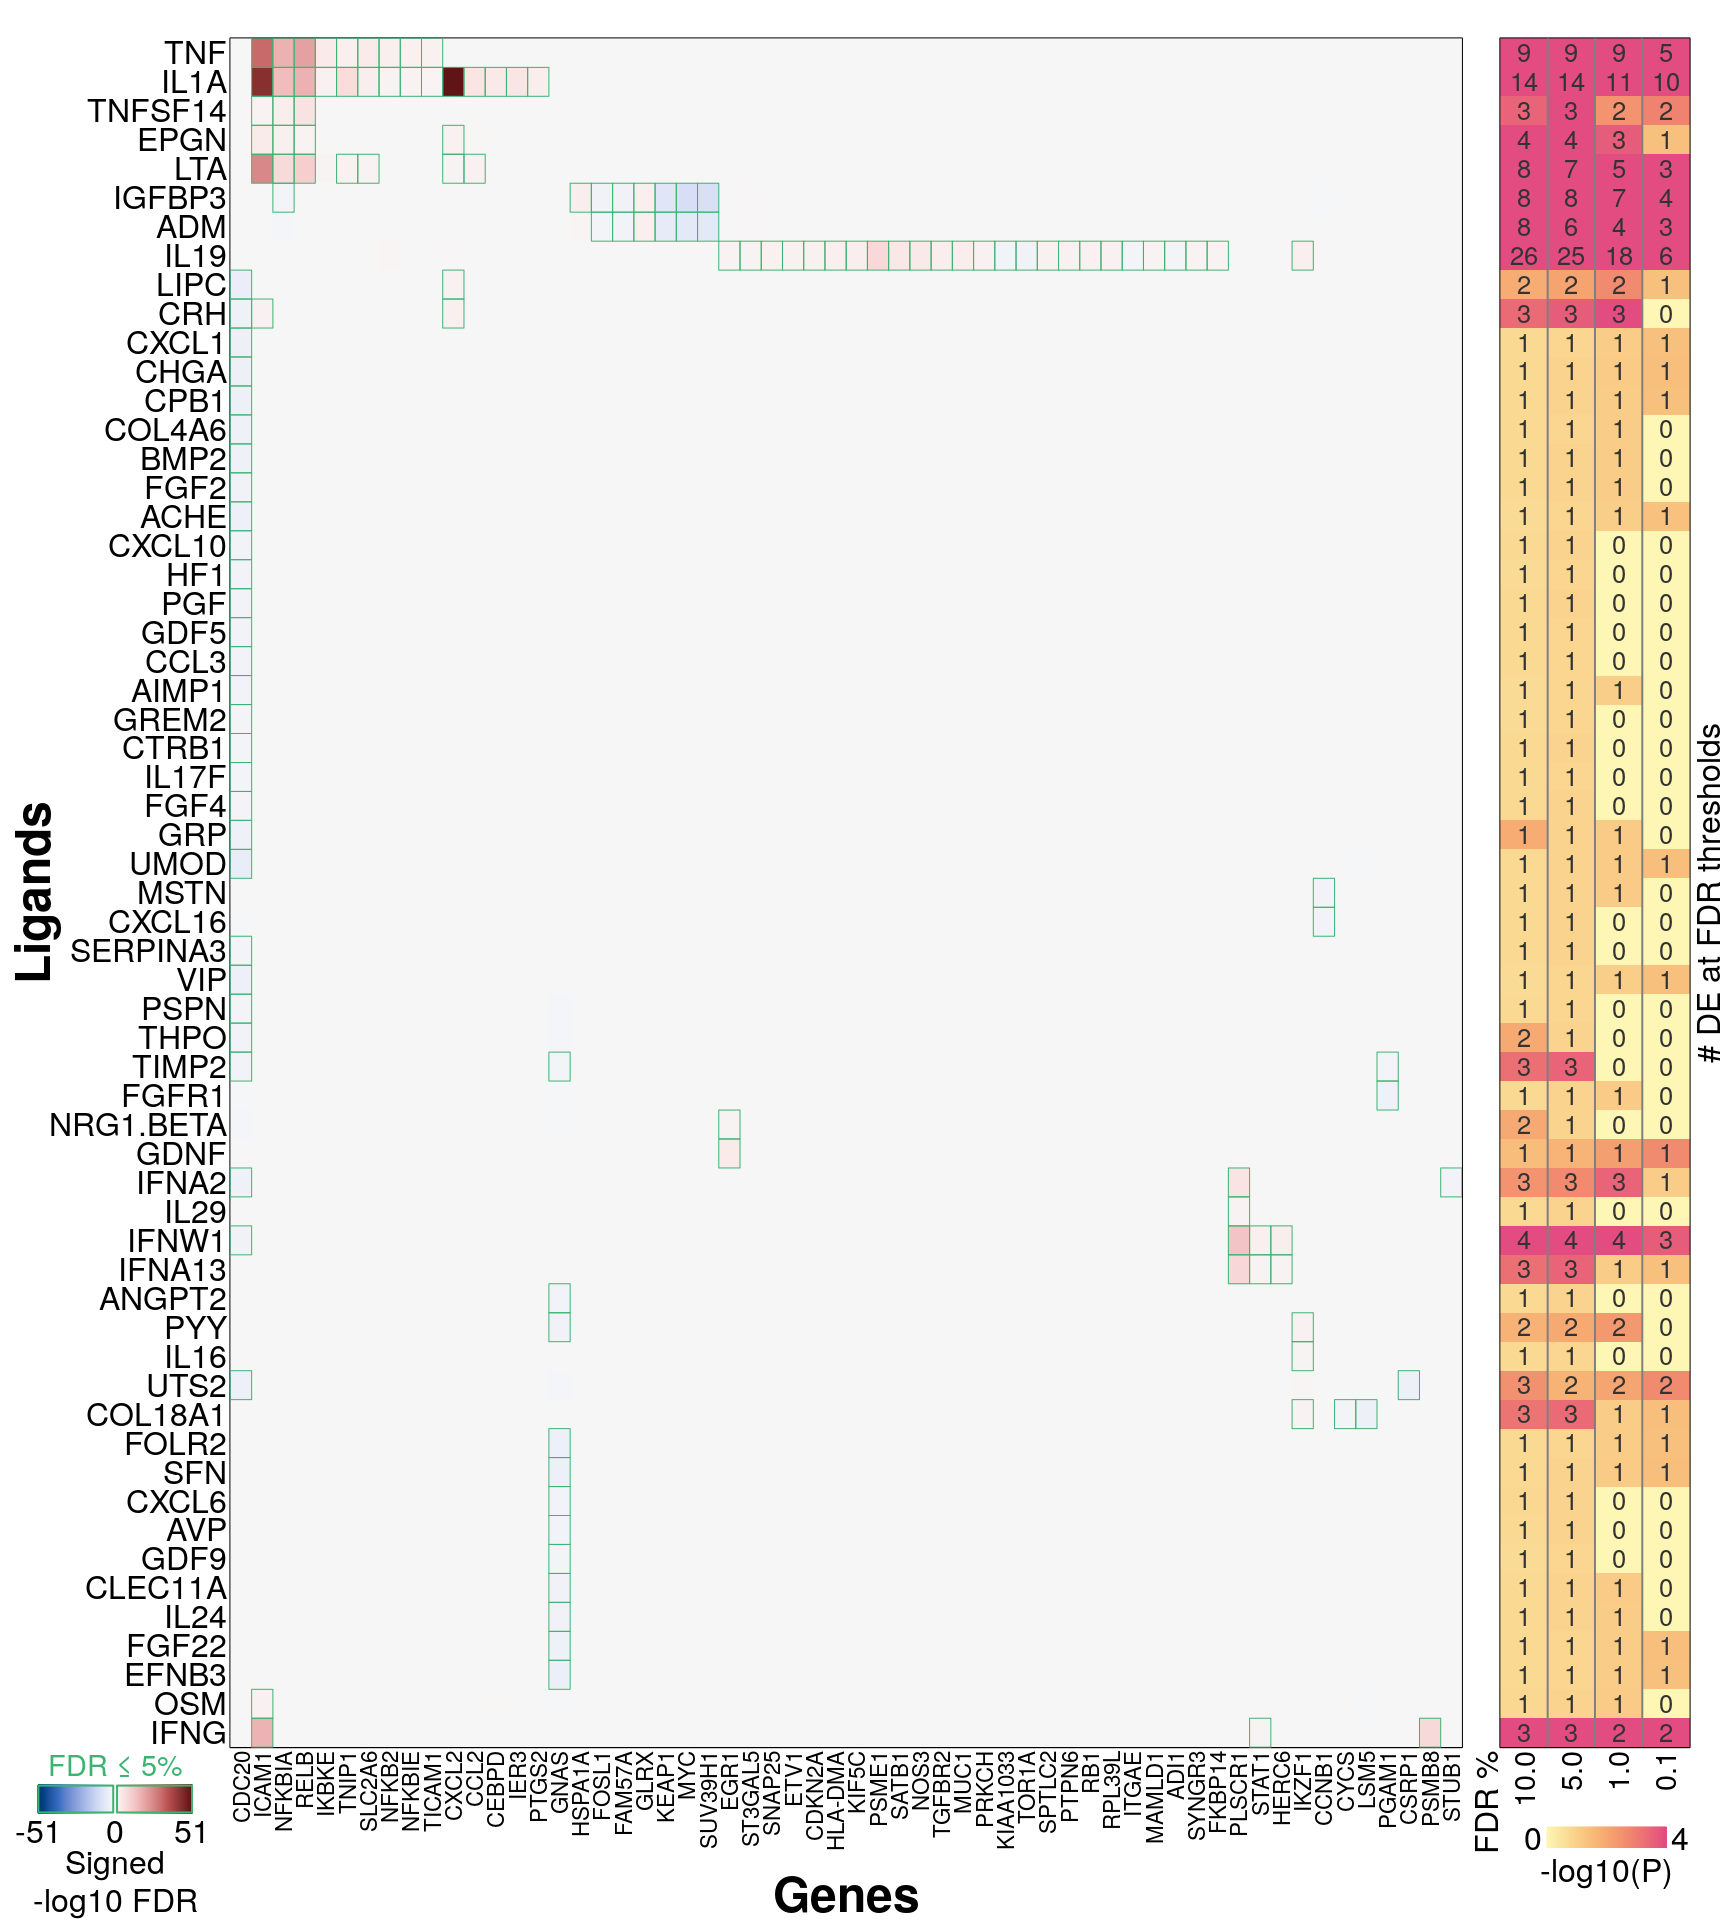 TNF 9 9 9 5
IL1A 14 14 11 10
TNFSF14 3 3 2 2
EPGN 4 4 3 1
LTA 8 7 5 3
IGFBP3 8 8 7 4
ADM 8 6 4 3
IL19 26 25 18 6
LIPC 2 2 2 1
CRH 3 3 3 0
CXCL1 1 1 1 1
CHGA 1 1 1 1
CPB1 1 1 1 1
COL4A6 1 1 1 0
BMP2 1 1 1 0
FGF2 1 1 1 0
ACHE 1 1 1 1
CXCL10 1 1 0 0
HF1 1 1 0 0
PGF 1 1 0 0
GDF5 1 1 0 0
CCL3 1 1 0 0
AIMP1 1 1 1 0
GREM2 1 1 0 0
CTRB1 1 1 0 0
IL17F 1 1 0 0
FGF4 1 1 0 0
GRP 1 1 1 0
UMOD 1 1 1 1
MSTN 1 1 1 0
CXCL16 1 1 0 0
SERPINA3 1 1 0 0
VIP 1 1 1 1
PSPN 1 1 0 0
THPO 2 1 0 0
TIMP2 3 3 0 0
FGFR1 1 1 1 0
NRG1.BETA 2 1 0 0
GDNF 1 1 1 1
IFNA2 3 3 3 1
IL29 1 1 0 0
IFNW1 4 4 4 3
IFNA13 3 3 1 1
ANGPT2 1 1 0 0
PYY 2 2 2 0
IL16 1 1 0 0
UTS2 3 2 2 2
COL18A1 3 3 1 1
FOLR2 1 1 1 1
SFN 1 1 1 1
CXCL6 1 1 0 0
AVP 1 1 0 0
GDF9 1 1 0 0
CLEC11A 1 1 1 0
IL24 1 1 1 0
FGF22 1 1 1 1
EFNB3 1 1 1 1
OSM 1 1 1 0
IFNG 3 3 2 2
Ligands
# DE at FDR thresholds
CDC20
ICAM1
NFKBIA
RELB
IKBKE
TNIP1
SLC2A6
NFKB2
NFKBIE
TICAM1
CXCL2
CCL2
CEBPD
IER3
PTGS2
GNAS
HSPA1A
FOSL1
FAM57A
GLRX
KEAP1
MYC
SUV39H1
EGR1
ST3GAL5
SNAP25
ETV1
CDKN2A
HLA-DMA
KIF5C
PSME1
SATB1
NOS3
TGFBR2
MUC1
PRKCH
KIAA1033
TOR1A
SPTLC2
PTPN6
RB1
RPL39L
ITGAE
MAMLD1
ADI1
SYNGR3
FKBP14
PLSCR1
STAT1
HERC6
IKZF1
CCNB1
CYCS
LSM5
PGAM1
CSRP1
PSMB8
STUB1
FDR %
10.0
5.0
1.0
0.1
FDR ≤ 5%
-51 0 51
Signed
-log10 FDR
0 4
-log10(P)
Genes